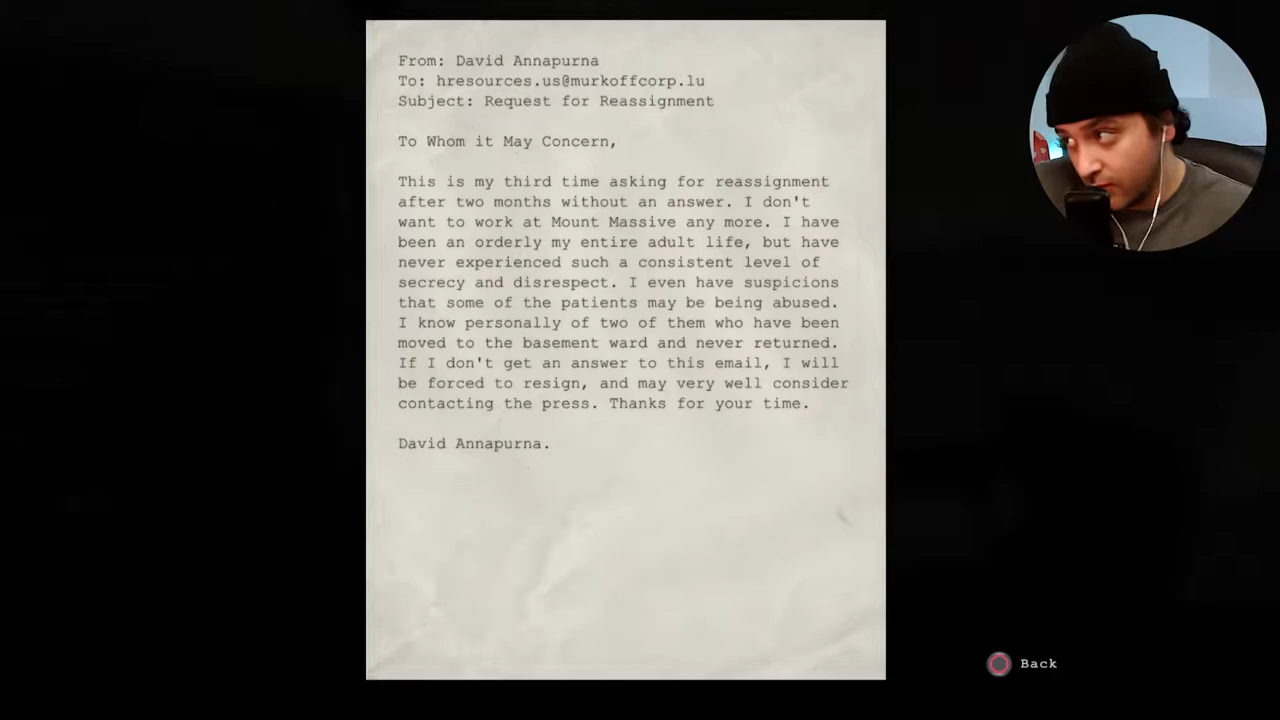 From: David Annapurna
To: hresources.us@murkoffcorp.lu
Subject: Request for Reassignment
To Whom it May Concern,
This is my third time asking for reassignment
after two months without an answer. I don't
want to work at Mount Massive any more. I have
been an orderly my entire adult life, but have
never experienced such a consistent level of
secrecy and disrespect. I even have suspicions
that some of the patients may be being abused.
I know personally of two of them who have been
moved to the basement ward and never returned.
If I don't get an answer to this email, I will
be forced to resign, and may very well consider
contacting the press. Thanks for your time.
David Annapurna.
Back